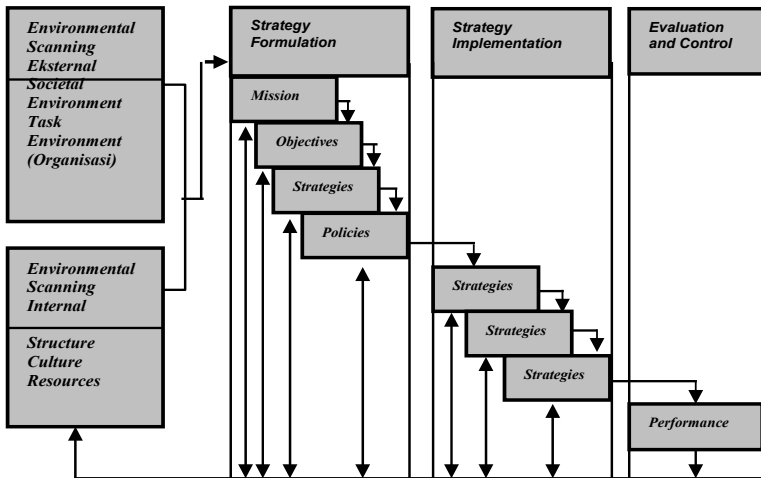 Environmental
Scanning
Eksternal
Societal
Environment
Task
Environment
(Organisasi)
Environmental
Scanning
Internal
Structure
Culture
Resources
Strategy
Formulation
Mission
Objectives
Strategies
Policies
Strategy
Implementation
Strategies
Strategies
Strategies
Evaluation
and Control
Performance